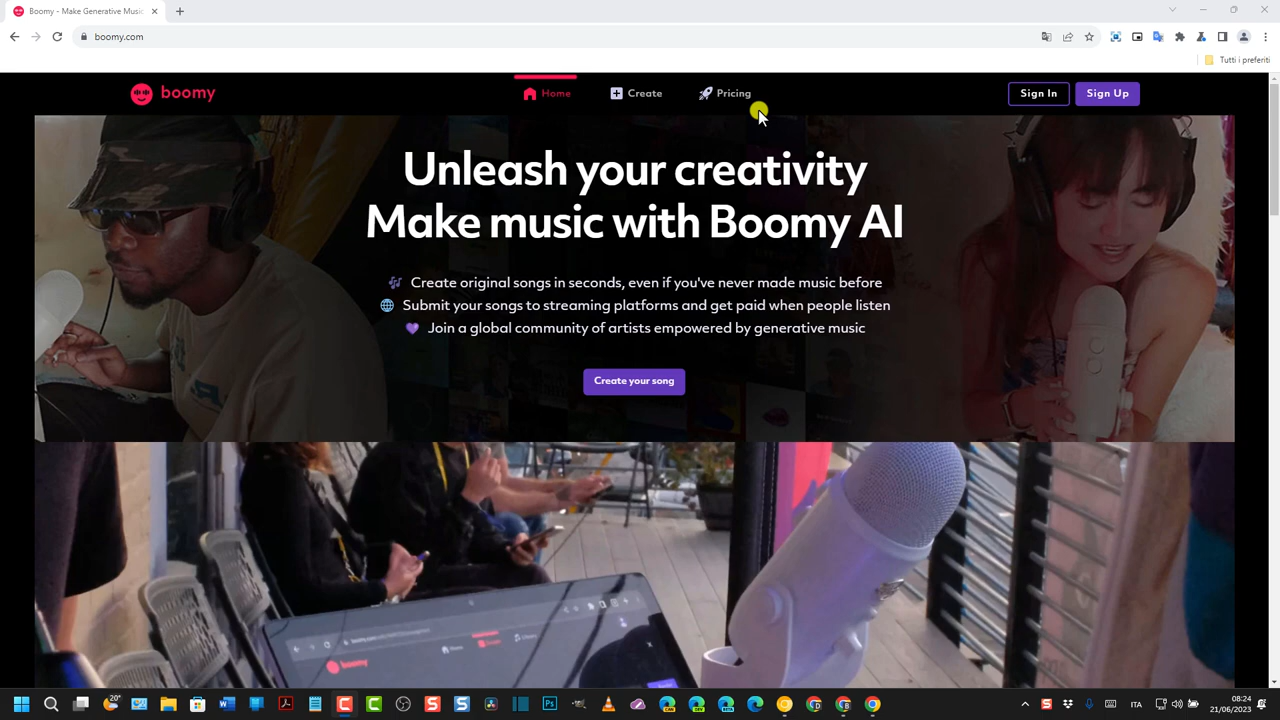 Boomy - Make Generative Music
boomy.com
Tutti i preferiti
boomy
Home
Create
Pricing
Sign In
Sign Up
Unleash your creativity
Make music with Boomy AI
Create original songs in seconds, even if you've never made music before
Submit your songs to streaming platforms and get paid when people listen
Join a global community of artists empowered by generative music
Create your song
boomy
20°
ITA
08:24
21/06/2023